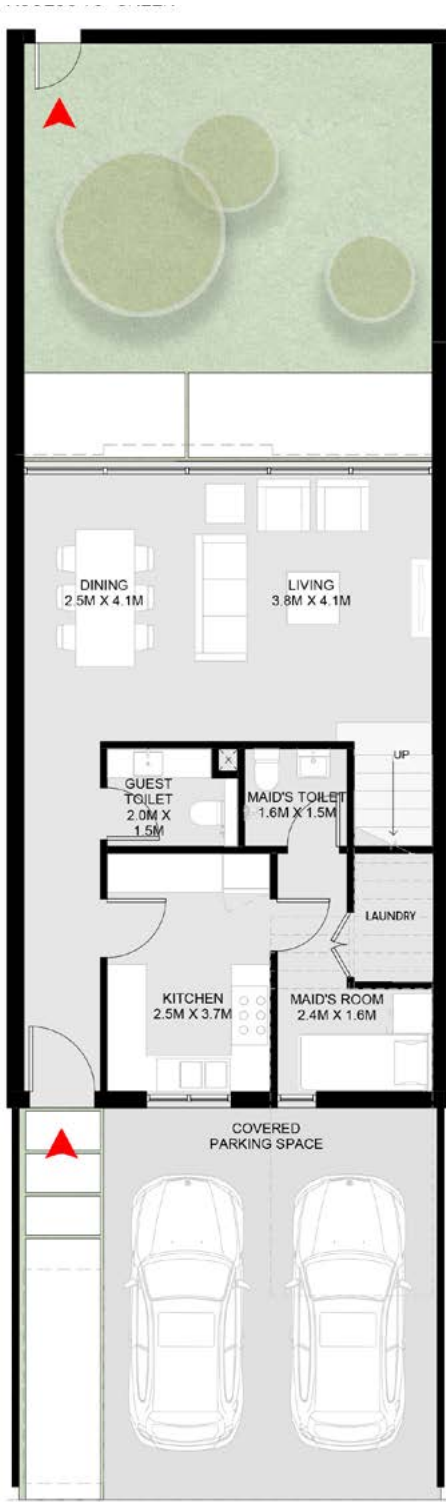 DINING
2.5M X 4.1M
LIVING
3.8M X 4.1M
UP
GUEST
TOILET
2.0M X
1.5M
MAID'S TOILET
1.6M X 1.5M
LAUNDRY
KITCHEN
2.5M X 3.7M
MAID'S ROOM
2.4M X 1.6M
COVERED
PARKING SPACE